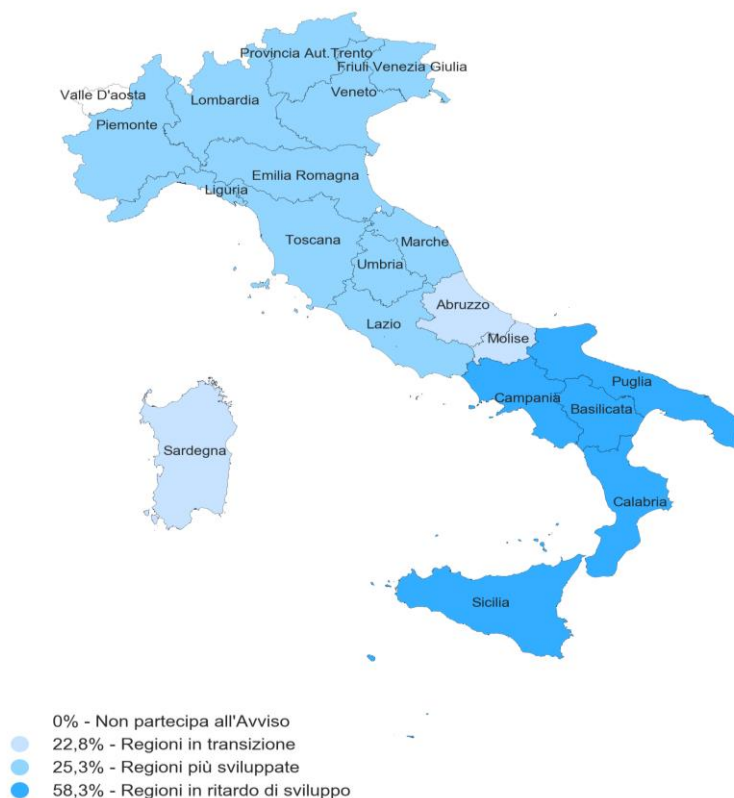 Provincia Aut.Trento
Friuli Venezia Giulia
Valle D'aosta
Lombardia
Veneto
Piemonte
Emilia Romagna
Liguria
Toscana
Marche
Umbria
Abruzzo
Lazio
Molise
Puglia
Campania
Basilicata
Sardegna
Calabria
Sicilia
0% - Non partecipa all'Avviso
22,8% - Regioni in transizione
25,3% - Regioni più sviluppate
58,3% - Regioni in ritardo di sviluppo